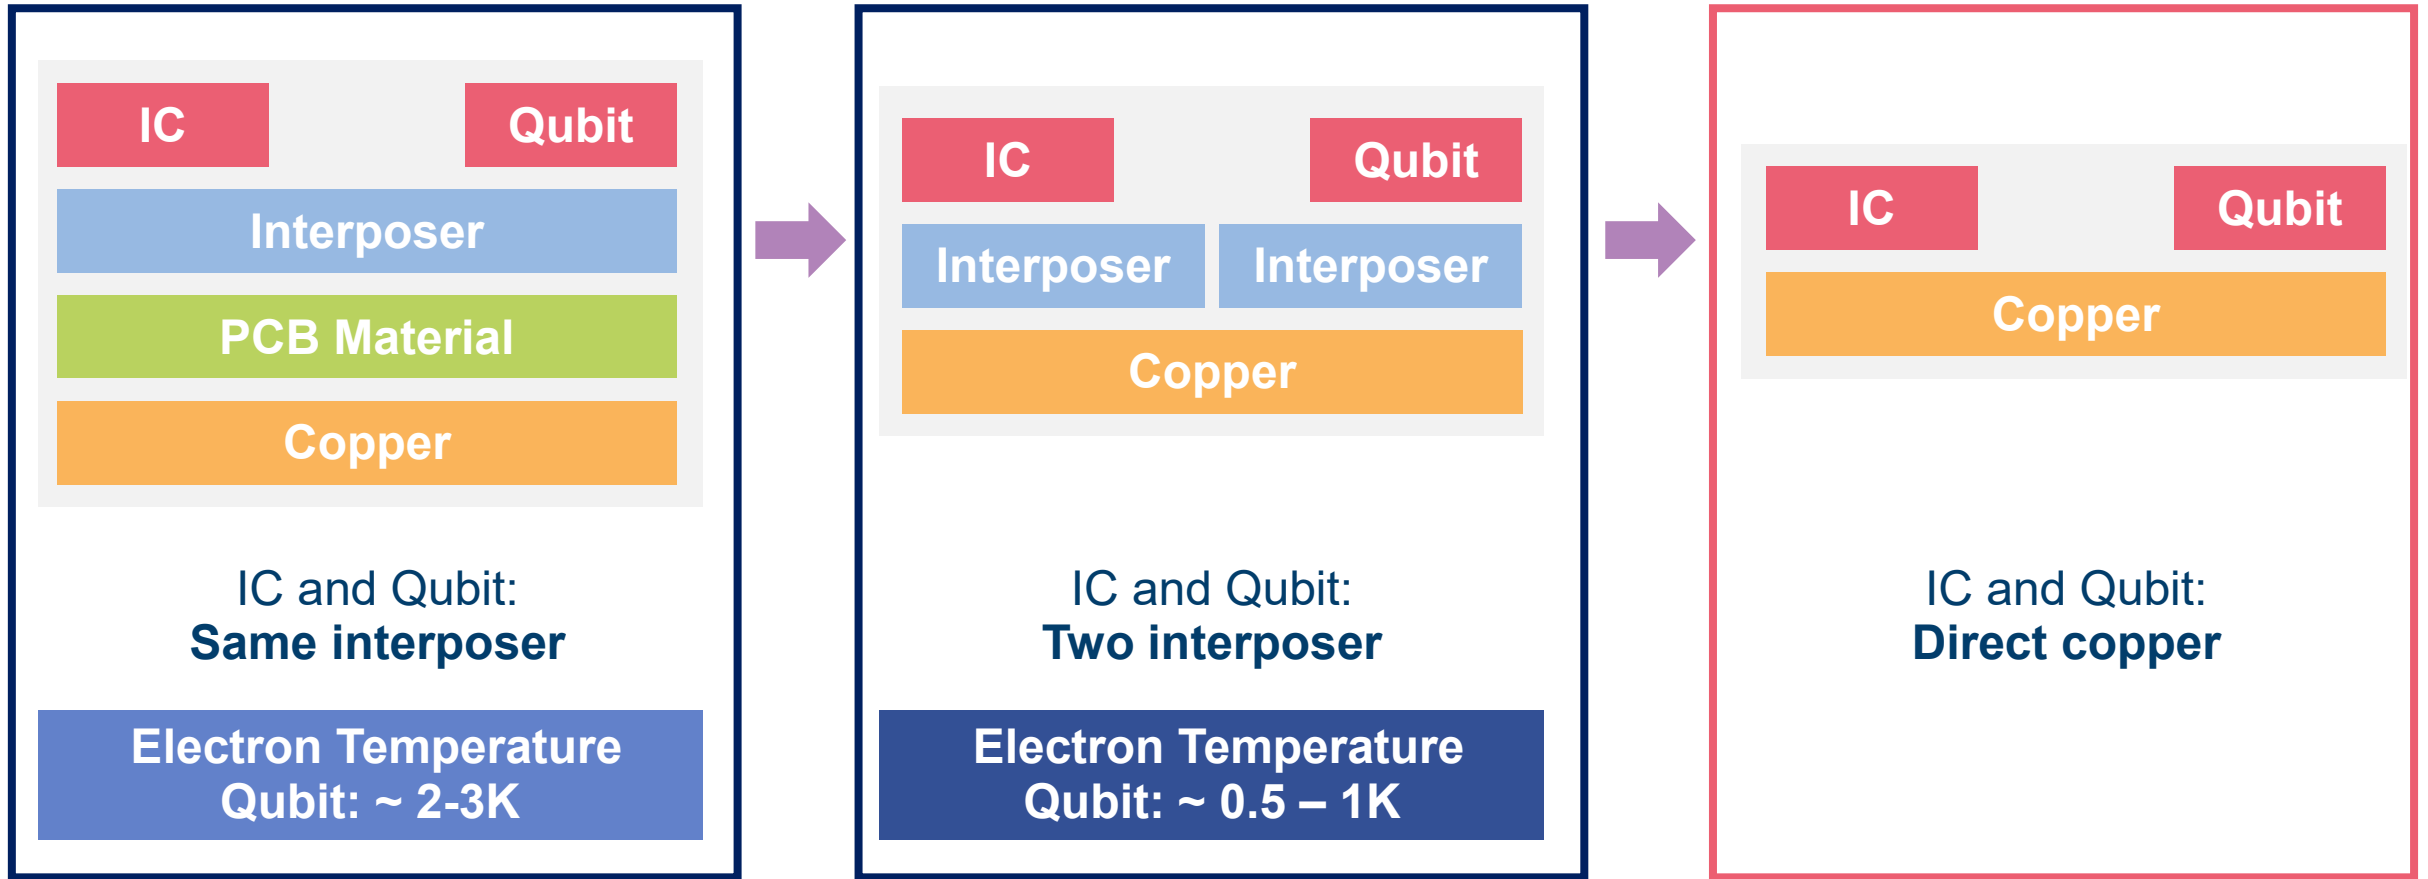 IC
Qubit
Interposer
PCB Material
Copper
IC and Qubit:
Same interposer
Electron Temperature
Qubit: ~ 2-3K
IC
Qubit
Interposer
Interposer
Copper
IC and Qubit:
Two interposer
Electron Temperature
Qubit: ~ 0.5 – 1K
IC
Qubit
Copper
IC and Qubit:
Direct copper